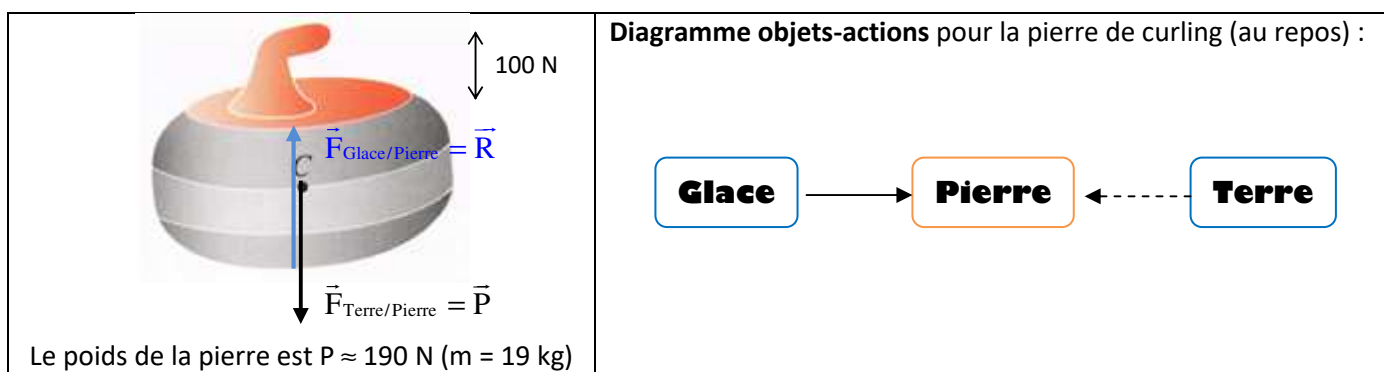 100 N
F⃗Glace/Pierre = R⃗
C
F⃗Terre/Pierre = P⃗
Le poids de la pierre est P ≈ 190 N (m = 19 kg)
Diagramme objets-actions pour la pierre de curling (au repos) :
Glace Pierre Terre